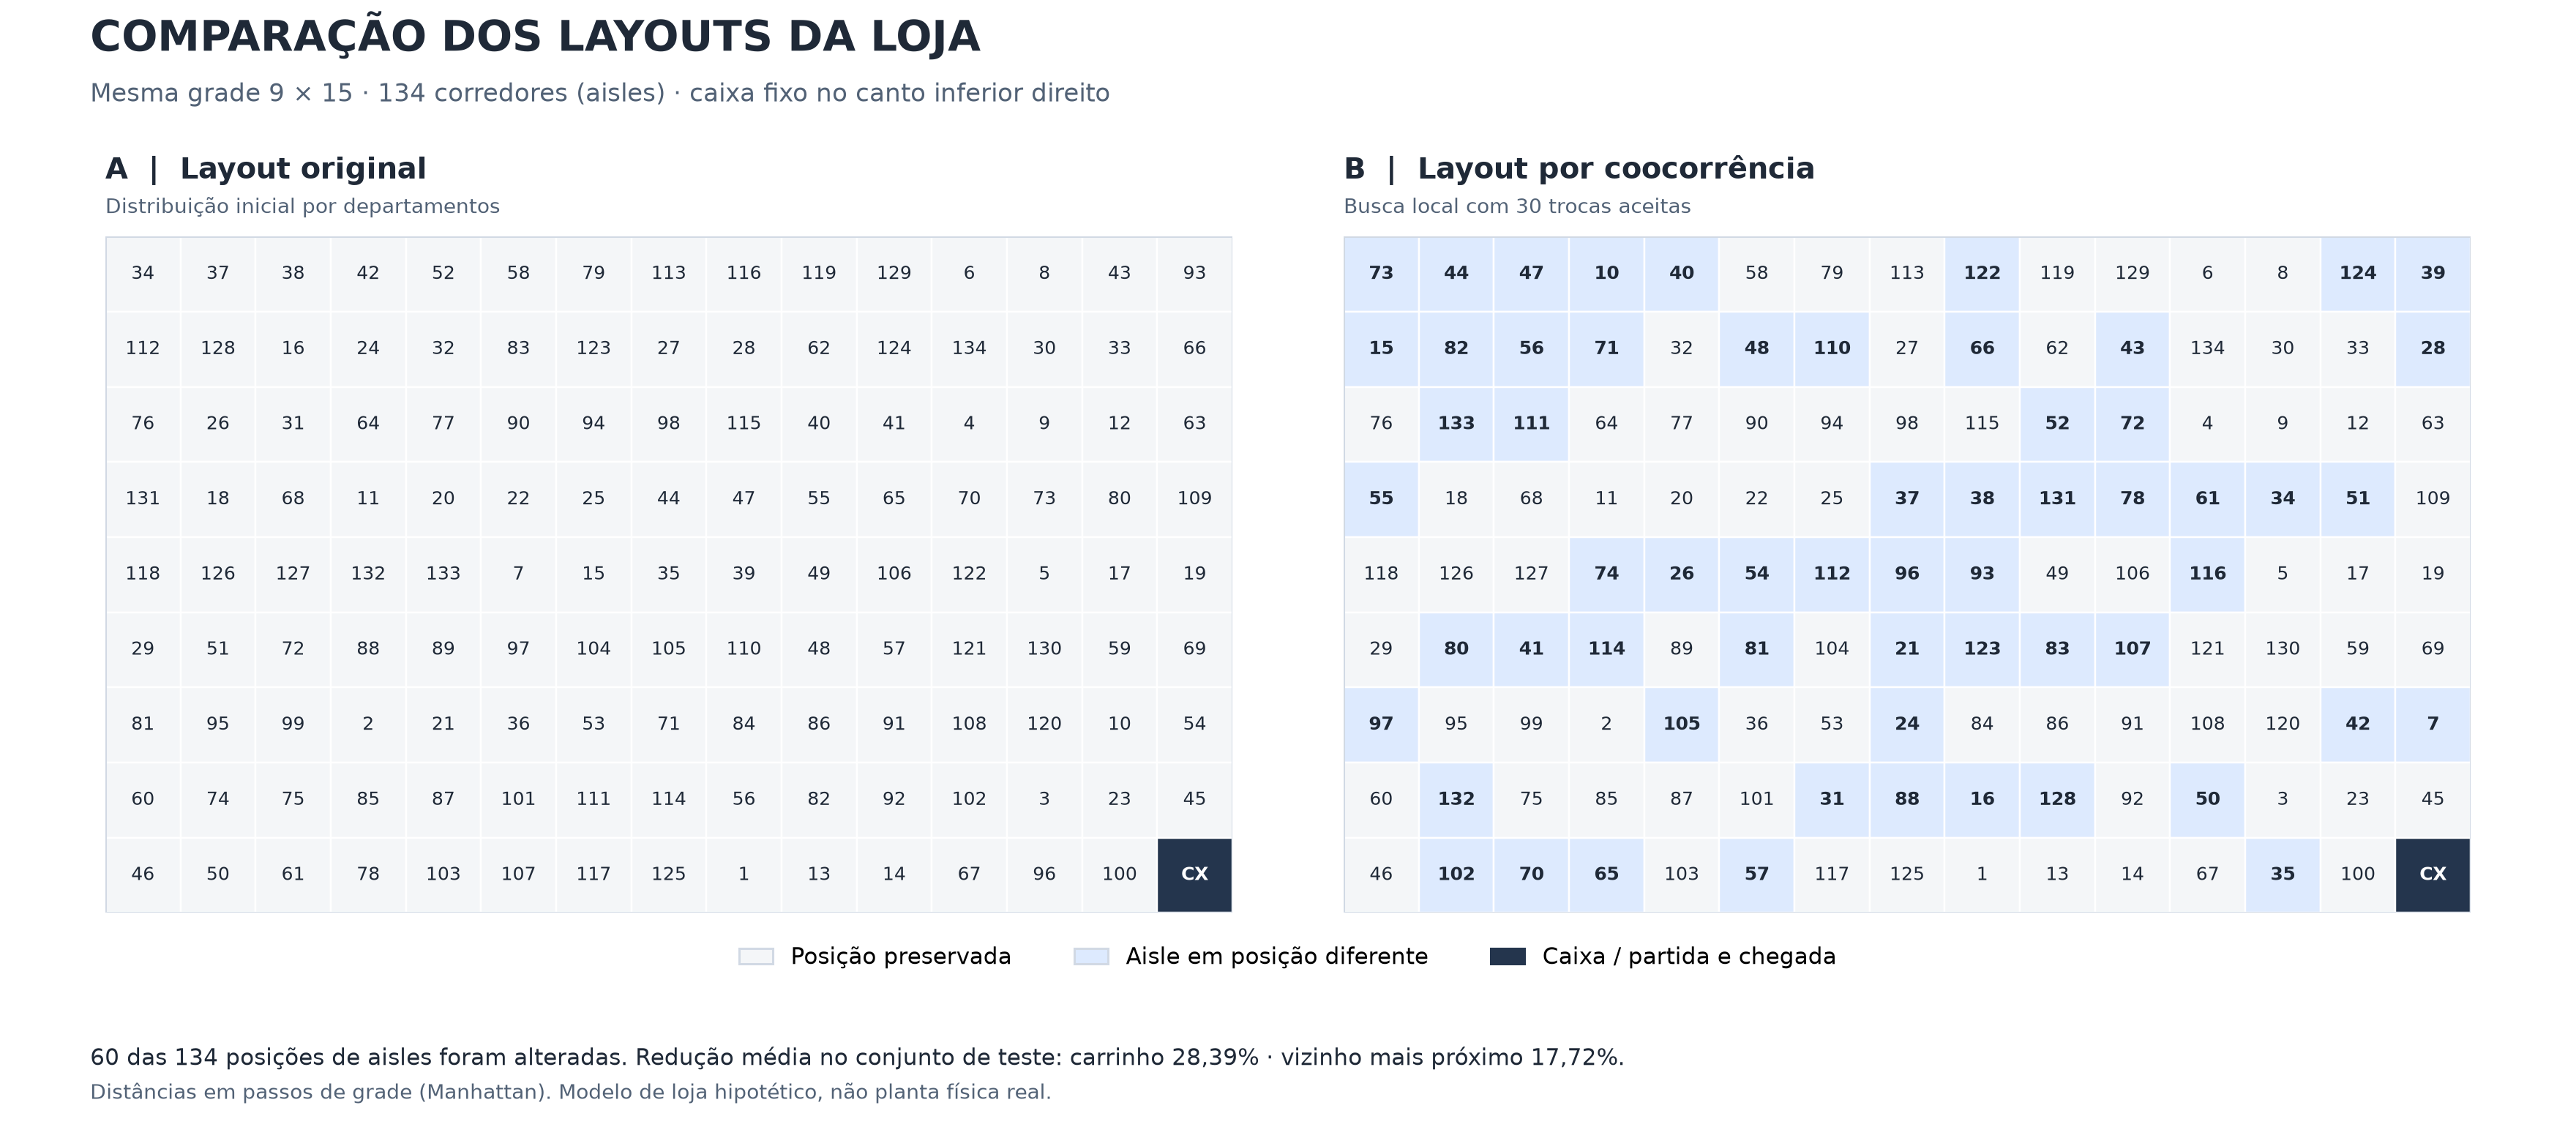 COMPARAÇÃO DOS LAYOUTS DA LOJA
Mesma grade 9 × 15 · 134 corredores (aisles) · caixa fixo no canto inferior direito
A | Layout original
Distribuição inicial por departamentos
34 37 38 42 52 58 79 113 116 119 129 6 8 43 93
112 128 16 24 32 83 123 27 28 62 124 134 30 33 66
76 26 31 64 77 90 94 98 115 40 41 4 9 12 63
131 18 68 11 20 22 25 44 47 55 65 70 73 80 109
118 126 127 132 133 7 15 35 39 49 106 122 5 17 19
29 51 72 88 89 97 104 105 110 48 57 121 130 59 69
81 95 99 2 21 36 53 71 84 86 91 108 120 10 54
60 74 75 85 87 101 111 114 56 82 92 102 3 23 45
46 50 61 78 103 107 117 125 1 13 14 67 96 100 CX
B | Layout por coocorrência
Busca local com 30 trocas aceitas
73 44 47 10 40 58 79 113 122 119 129 6 8 124 39
15 82 56 71 32 48 110 27 66 62 43 134 30 33 28
76 133 111 64 77 90 94 98 115 52 72 4 9 12 63
55 18 68 11 20 22 25 37 38 131 78 61 34 51 109
118 126 127 74 26 54 112 96 93 49 106 116 5 17 19
29 80 41 114 89 81 104 21 123 83 107 121 130 59 69
97 95 99 2 105 36 53 24 84 86 91 108 120 42 7
60 132 75 85 87 101 31 88 16 128 92 50 3 23 45
46 102 70 65 103 57 117 125 1 13 14 67 35 100 CX
Posição preservada
Aisle em posição diferente
Caixa / partida e chegada
60 das 134 posições de aisles foram alteradas. Redução média no conjunto de teste: carrinho 28,39% · vizinho mais próximo 17,72%.
Distâncias em passos de grade (Manhattan). Modelo de loja hipotético, não planta física real.